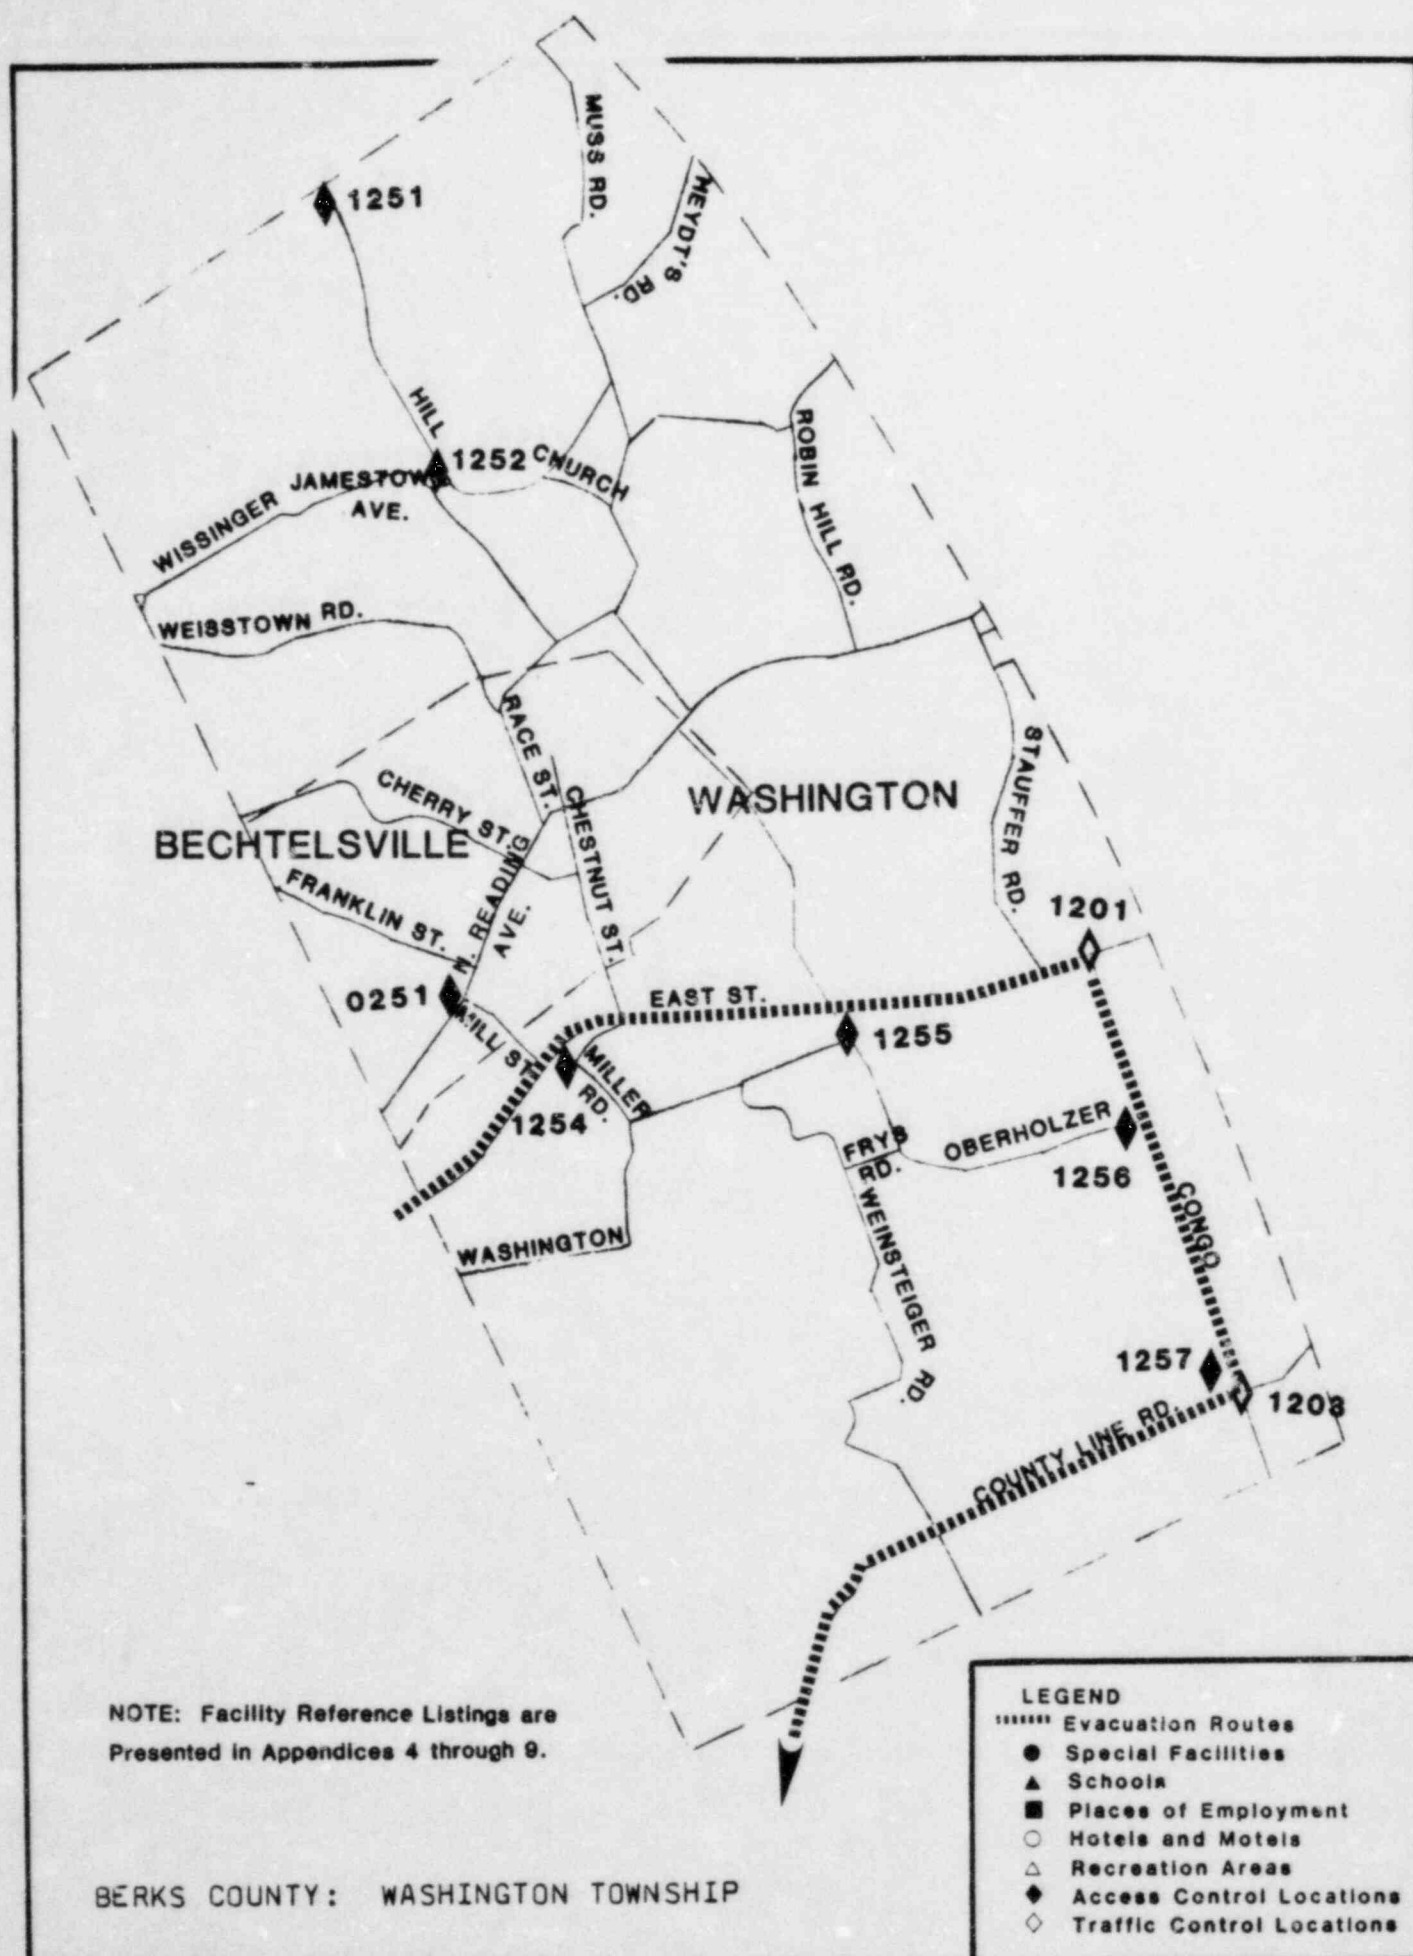 MUSS RD.
1251
HEYDT'S
RD.
HILL
1252
CHURCH
ROBIN HILL RD.
JAMESTOWN
AVE.
WISSINGER
WEISSTOWN RD.
RACE ST.
STAUFFER RD.
CHERRY ST.
CHESTNUT ST.
WASHINGTON
BECHTELSVILLE
FRANKLIN ST.
N. READING
AVE.
1201
0251
EAST ST.
MILL ST.
1255
MILLER
RD.
1254
FRYS
RD.
OBERHOLZER
1256
CONGO
WASHINGTON
WEINSTEIGER RD.
1257
1203
COUNTY LINE RD.
NOTE: Facility Reference Listings are
Presented in Appendices 4 through 9.
LEGEND
Evacuation Routes
Special Facilities
Schools
Places of Employment
Hotels and Motels
Recreation Areas
Access Control Locations
Traffic Control Locations
BERKS COUNTY: WASHINGTON TOWNSHIP